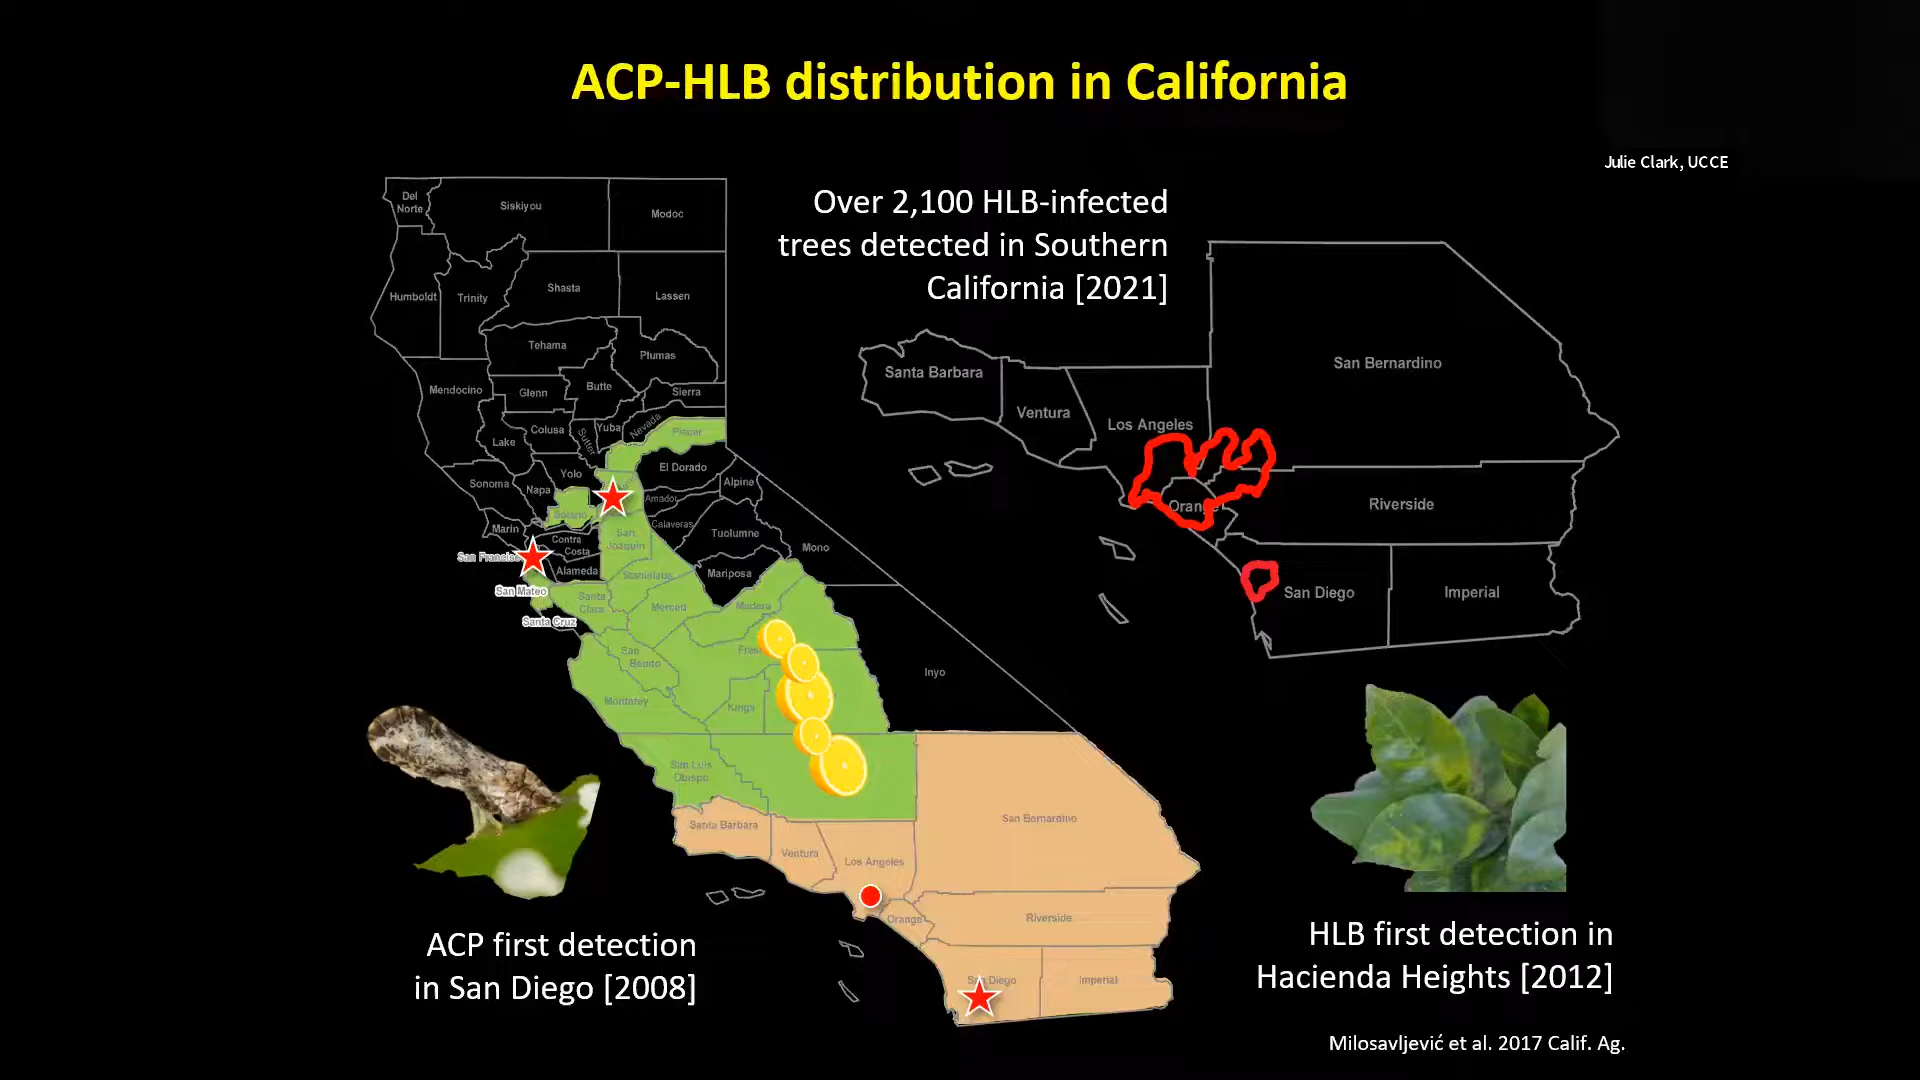 ACP-HLB distribution in California
Julie Clark, UCCE
Over 2,100 HLB-infected
trees detected in Southern
California [2021]
Del
Norte
Siskiyou
Modoc
Humboldt
Trinity
Shasta
Lassen
Tehama
Plumas
Mendocino
Glenn
Butte
Sierra
Colusa
Sutter
Yuba
Nevada
Placer
Lake
Yolo
El Dorado
Sonoma
Napa
Alpine
Amador
Solano
Marin
Contra
Costa
San
Joaquin
Calaveras
Tuolumne
Mono
Alameda
San Mateo
Stanislaus
Mariposa
Santa
Clara
Merced
Madera
Santa Cruz
San
Benito
Inyo
Monterey
Kings
San Luis
Obispo
Santa Barbara
Ventura
Los Angeles
San Bernardino
Orange
Riverside
San Diego
Imperial
Santa Barbara
Ventura
Los Angeles
San Bernardino
Orange
Riverside
San Diego
Imperial
ACP first detection
in San Diego [2008]
HLB first detection in
Hacienda Heights [2012]
Milosavljević et al. 2017 Calif. Ag.